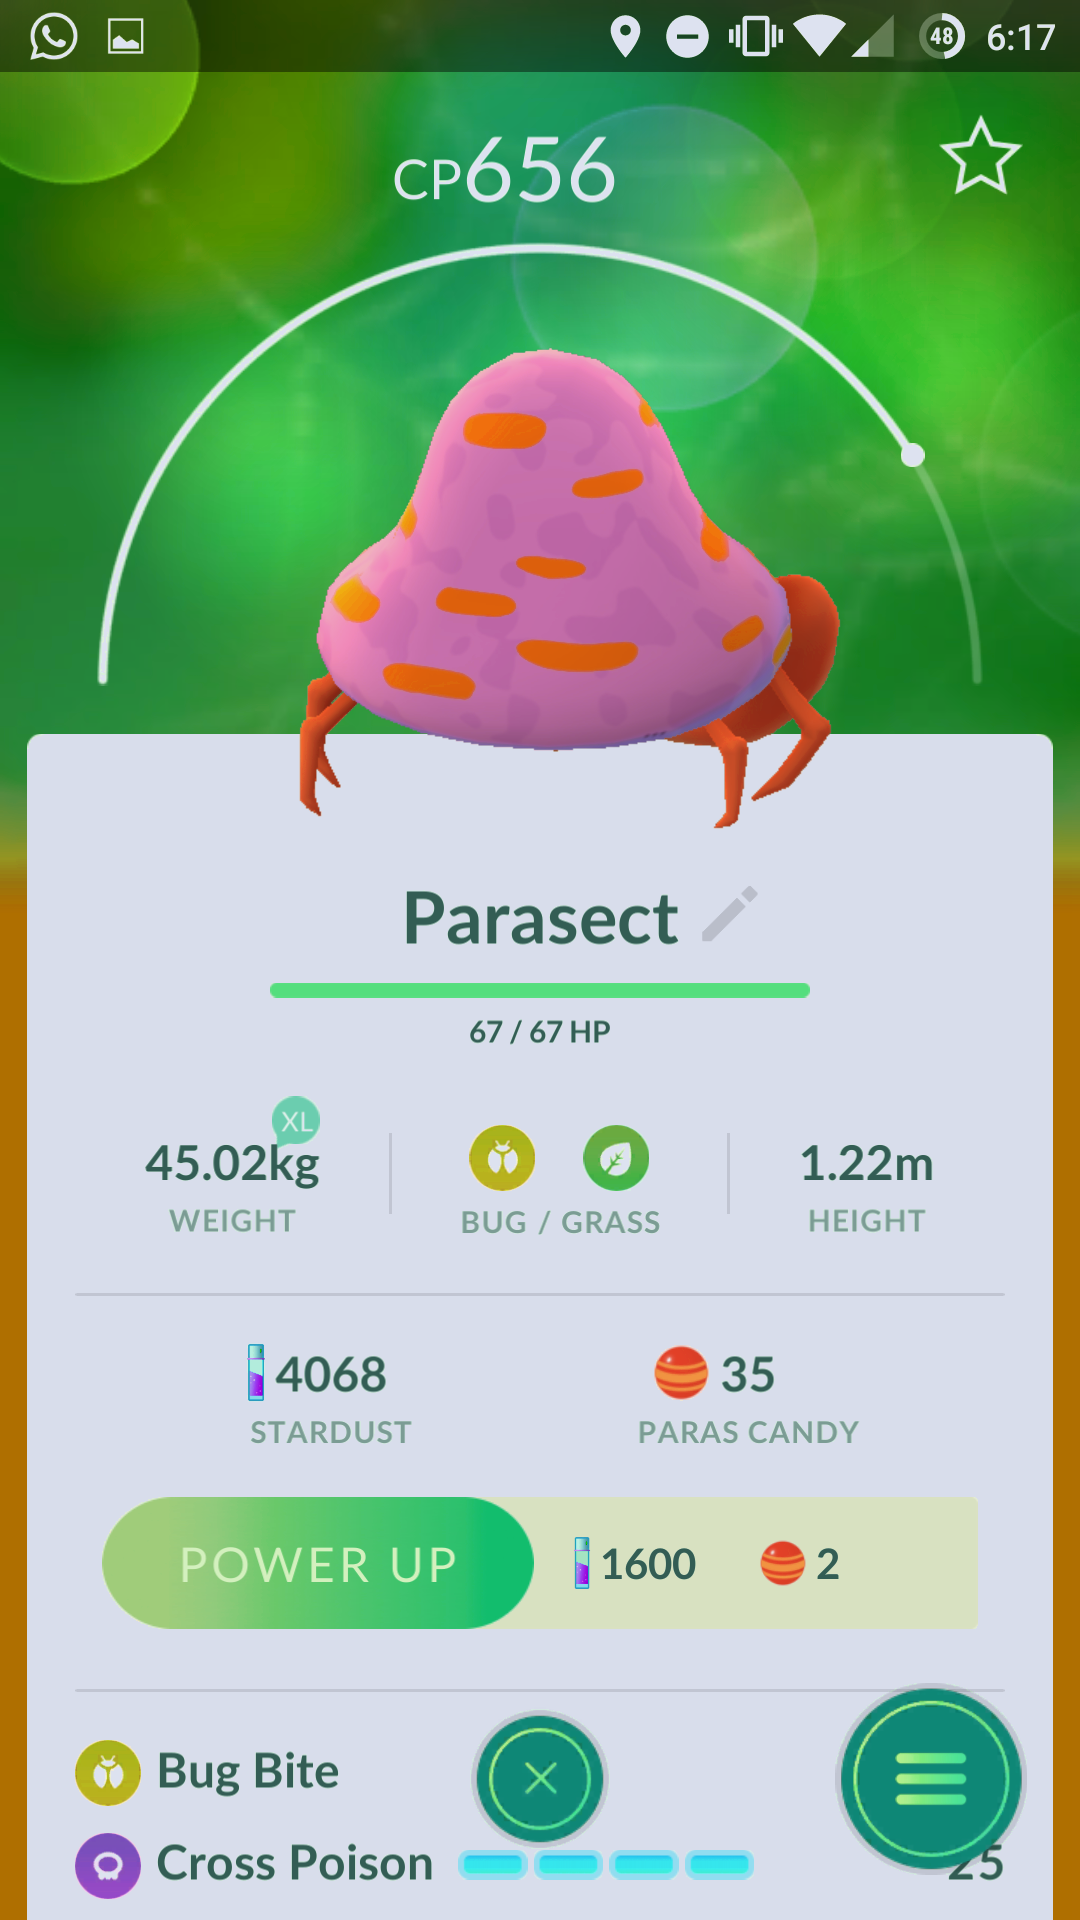 48 6:17
CP656
Parasect
67 / 67 HP
XL
45.02kg 1.22m
WEIGHT BUG / GRASS HEIGHT
4068 35
STARDUST PARAS CANDY
POWER UP 1600 2
Bug Bite
Cross Poison 25